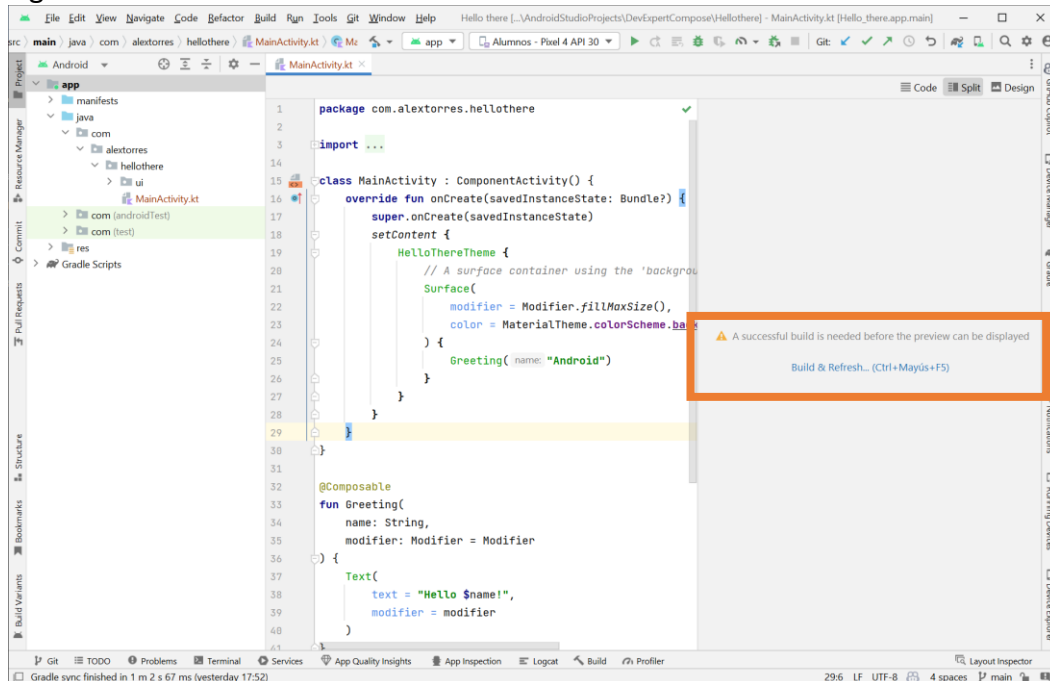 File Edit View Navigate Code Refactor Build Run Tools Git Window Help Hello there [...\AndroidStudioProjects\DevExpertCompose\Hellothere] - MainActivity.kt [Hello_there.app.main]
src main java com alextorres hellothere MainActivity.kt app Alumnos - Pixel 4 API 30 Git:
Project
Resource Manager
Commit
Pull Requests
Structure
Bookmarks
Build Variants
Android
app
manifests
java
com
alextorres
hellothere
ui
MainActivity.kt
com (androidTest)
com (test)
res
Gradle Scripts
MainActivity.kt
Code Split Design
1 package com.alextorres.hellothere
2
3 import ...
14
15 class MainActivity : ComponentActivity() {
16 override fun onCreate(savedInstanceState: Bundle?) {
17 super.onCreate(savedInstanceState)
18 setContent {
19 HelloThereTheme {
20 // A surface container using the 'backgrou
21 Surface(
22 modifier = Modifier.fillMaxSize(),
23 color = MaterialTheme.colorScheme.back
24 ) {
25 Greeting( name: "Android")
26 }
27 }
28 }
29 }
30 }
31
32 @Composable
33 fun Greeting(
34 name: String,
35 modifier: Modifier = Modifier
36 ) {
37 Text(
38 text = "Hello $name!",
39 modifier = modifier
40 )
41 }
A successful build is needed before the preview can be displayed
Build & Refresh... (Ctrl+Mayús+F5)
Git TODO Problems Terminal Services App Quality Insights App Inspection Logcat Build Profiler Layout Inspector
Gradle sync finished in 1 m 2 s 67 ms (yesterday 17:52) 29:6 LF UTF-8 4 spaces main